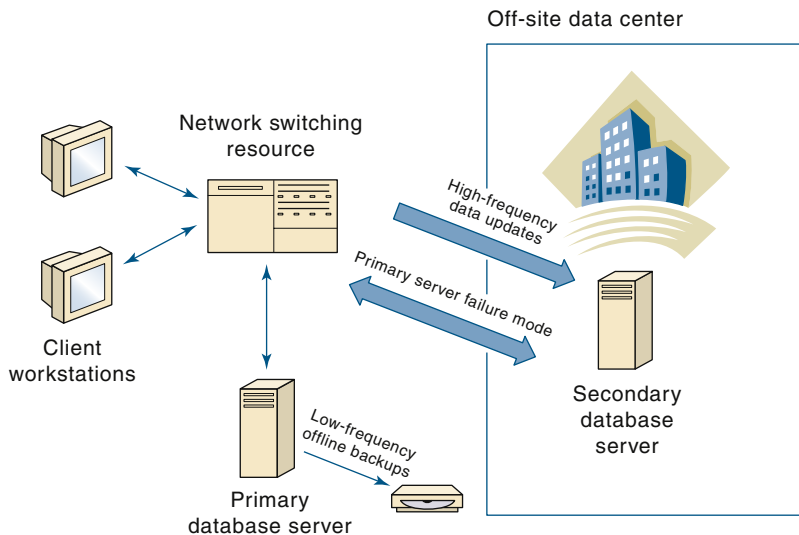 Off-site data center
Network switching
resource
High-frequency
data updates
Primary server failure mode
Client
workstations
Secondary
database
server
Low-frequency
offline backups
Primary
database server